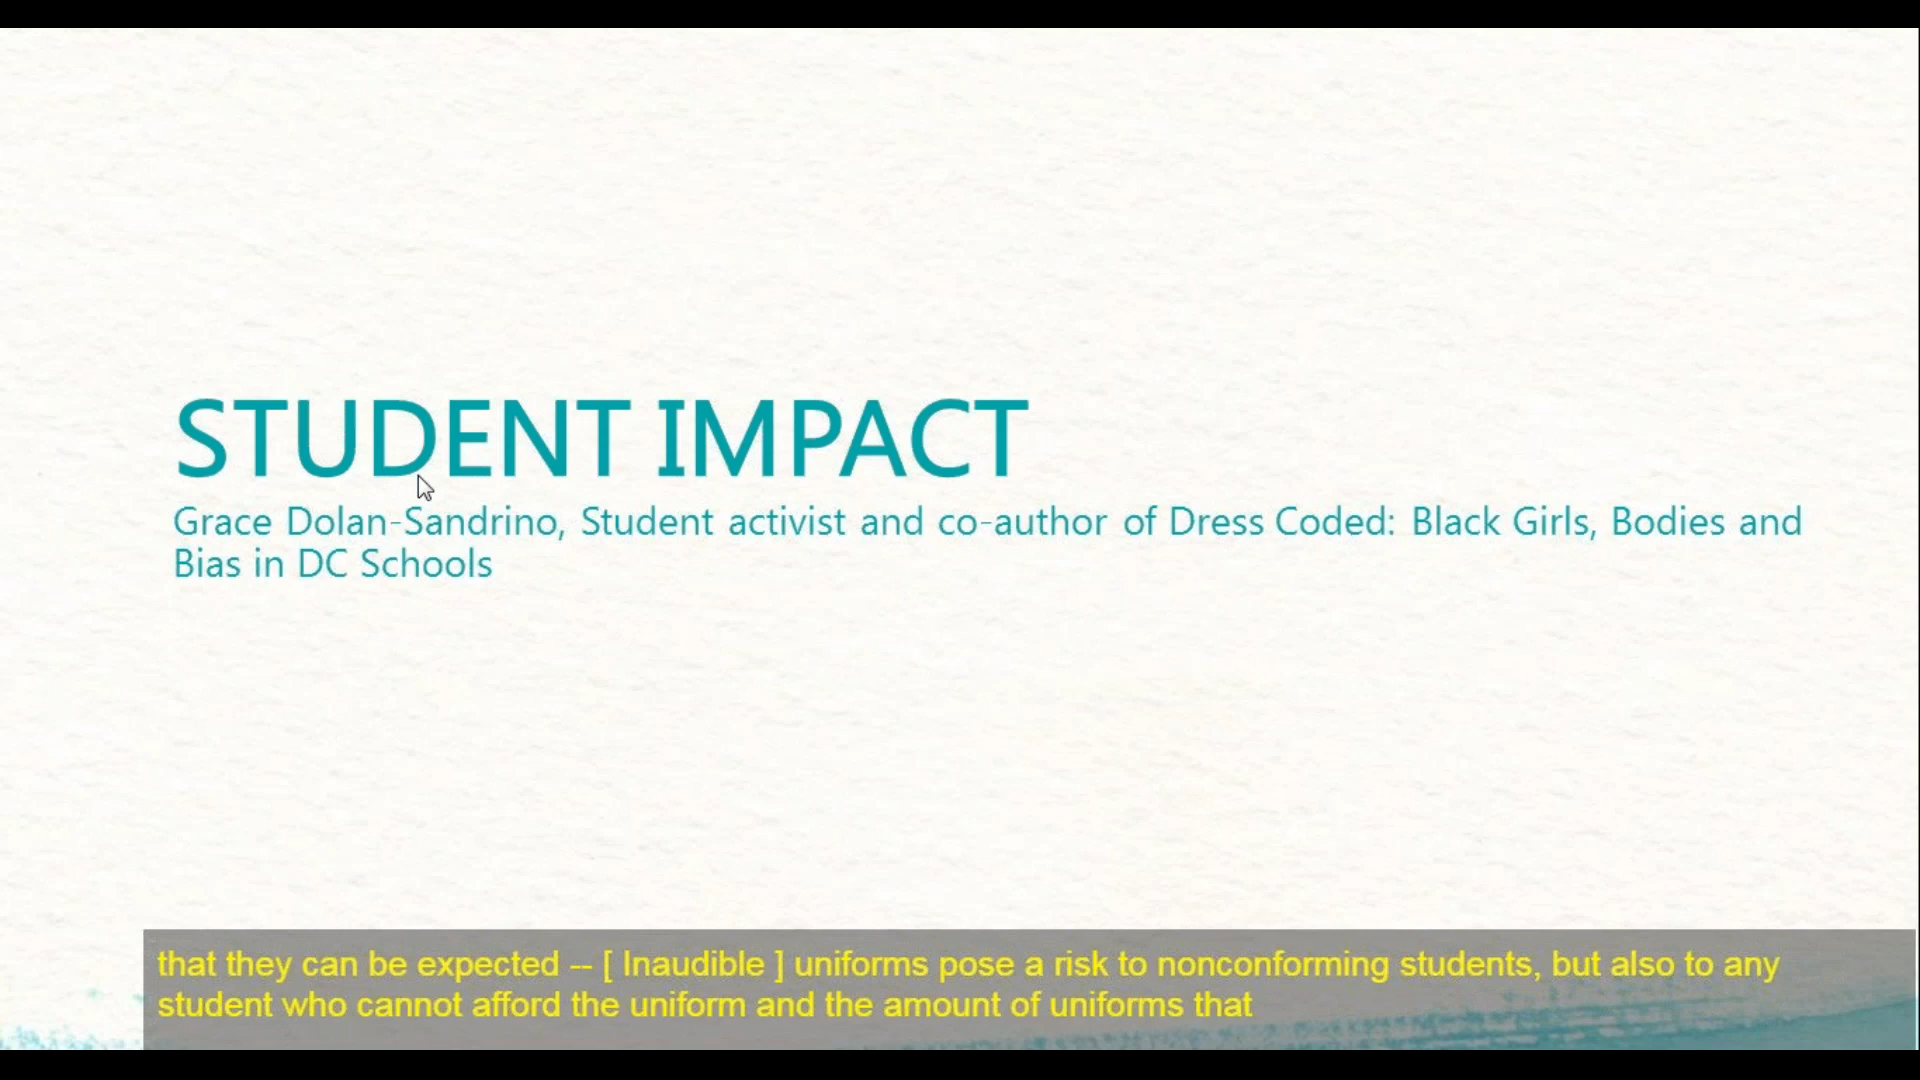 STUDENT IMPACT
Grace Dolan-Sandrino, Student activist and co-author of Dress Coded: Black Girls, Bodies and
Bias in DC Schools
that they can be expected -- [ Inaudible ] uniforms pose a risk to nonconforming students, but also to any
student who cannot afford the uniform and the amount of uniforms that